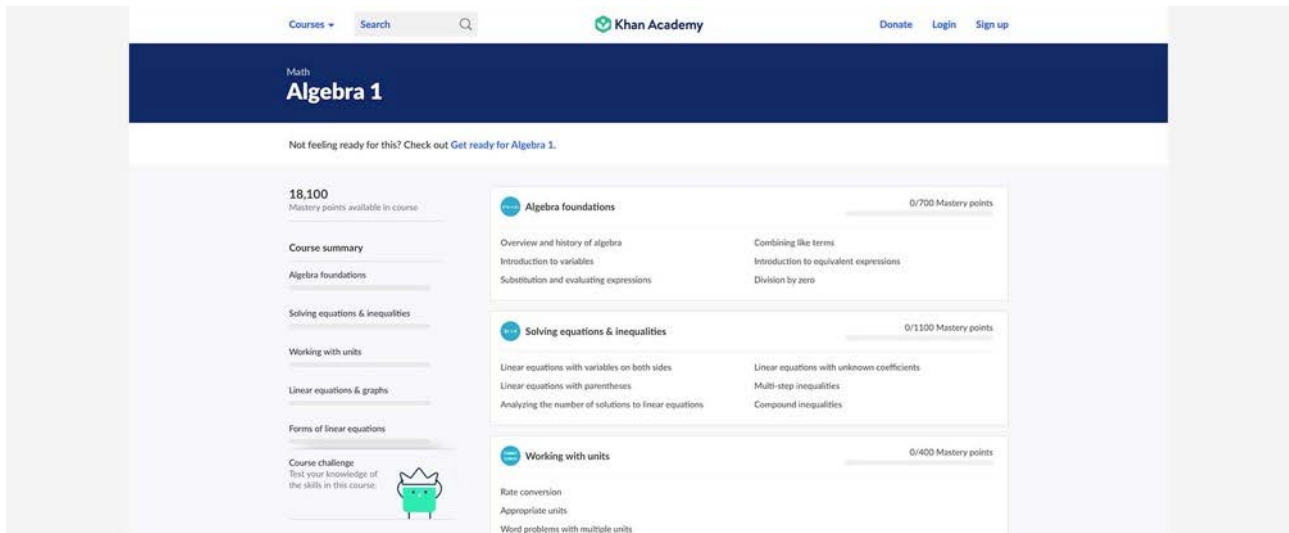 Courses Search Khan Academy Donate Login Sign up
Math
Algebra 1
Not feeling ready for this? Check out Get ready for Algebra 1.
18,100
Mastery points available in course
Course summary
Algebra foundations
Solving equations & inequalities
Working with units
Linear equations & graphs
Forms of linear equations
Course challenge
Test your knowledge of
the skills in this course.
Algebra foundations 0/700 Mastery points
Overview and history of algebra Combining like terms
Introduction to variables Introduction to equivalent expressions
Substitution and evaluating expressions Division by zero
Solving equations & inequalities 0/1100 Mastery points
Linear equations with variables on both sides Linear equations with unknown coefficients
Linear equations with parentheses Multi-step inequalities
Analyzing the number of solutions to linear equations Compound inequalities
Working with units 0/400 Mastery points
Rate conversion
Appropriate units
Word problems with multiple units